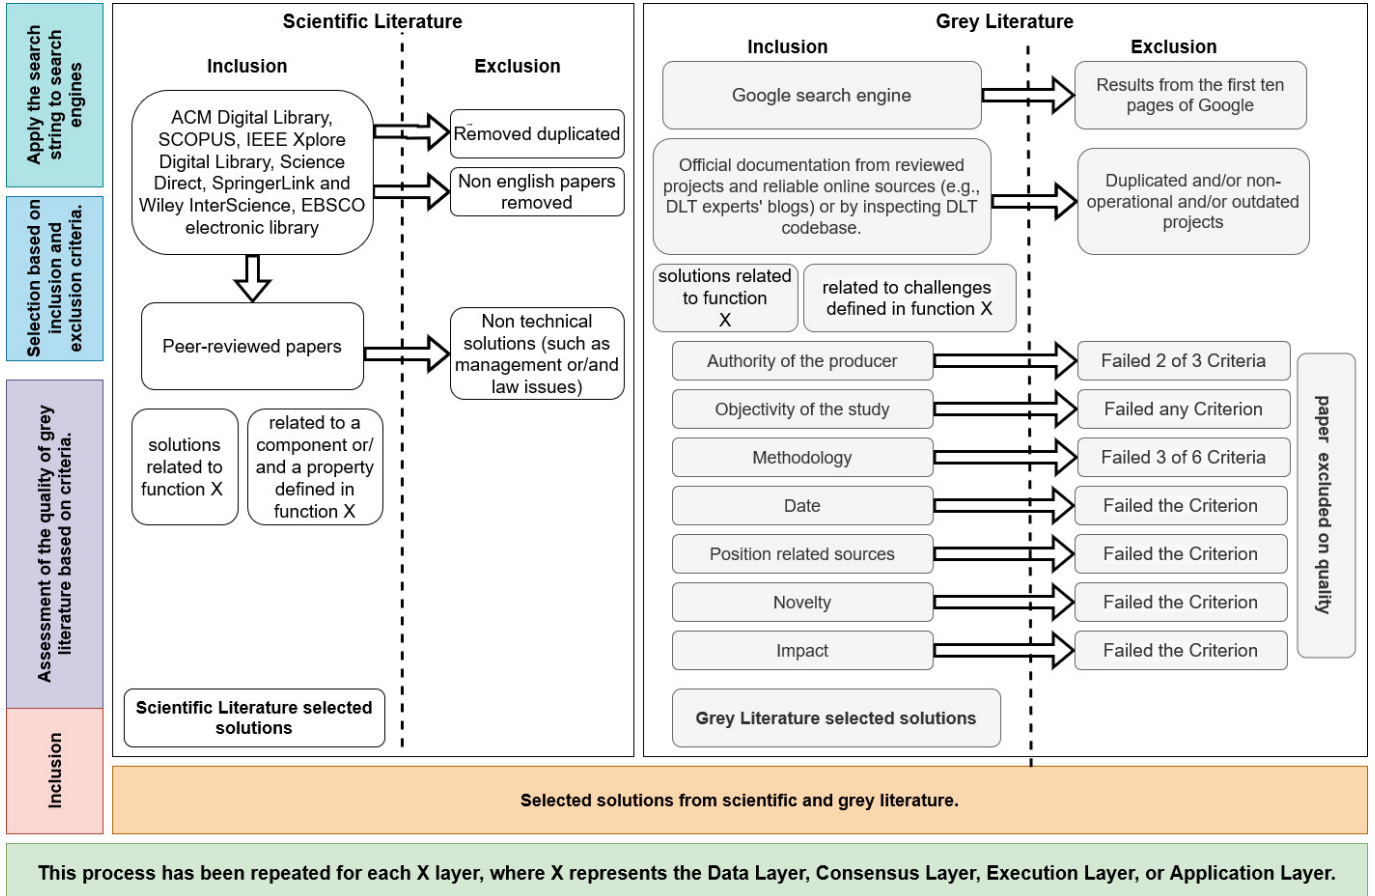 Apply the search
string to search
engines
Selection based on
inclusion and
exclusion criteria.
Assessment of the quality of grey
literature based on criteria.
Inclusion
Scientific Literature
Inclusion
Exclusion
ACM Digital Library,
SCOPUS, IEEE Xplore
Digital Library, Science
Direct, SpringerLink and
Wiley InterScience, EBSCO
electronic library
Removed duplicated
Non english papers
removed
Peer-reviewed papers
Non technical
solutions (such as
management or/and
law issues)
solutions
related to
function X
related to a
component or/
and a property
defined in
function X
Scientific Literature selected
solutions
Grey Literature
Inclusion
Exclusion
Google search engine
Results from the first ten
pages of Google
Official documentation from reviewed
projects and reliable online sources (e.g.,
DLT experts' blogs) or by inspecting DLT
codebase.
Duplicated and/or non-
operational and/or outdated
projects
solutions related
to function
X
related to challenges
defined in function X
Authority of the producer
Failed 2 of 3 Criteria
Objectivity of the study
Failed any Criterion
Methodology
Failed 3 of 6 Criteria
Date
Failed the Criterion
Position related sources
Failed the Criterion
Novelty
Failed the Criterion
Impact
Failed the Criterion
paper excluded on quality
Grey Literature selected solutions
Selected solutions from scientific and grey literature.
This process has been repeated for each X layer, where X represents the Data Layer, Consensus Layer, Execution Layer, or Application Layer.